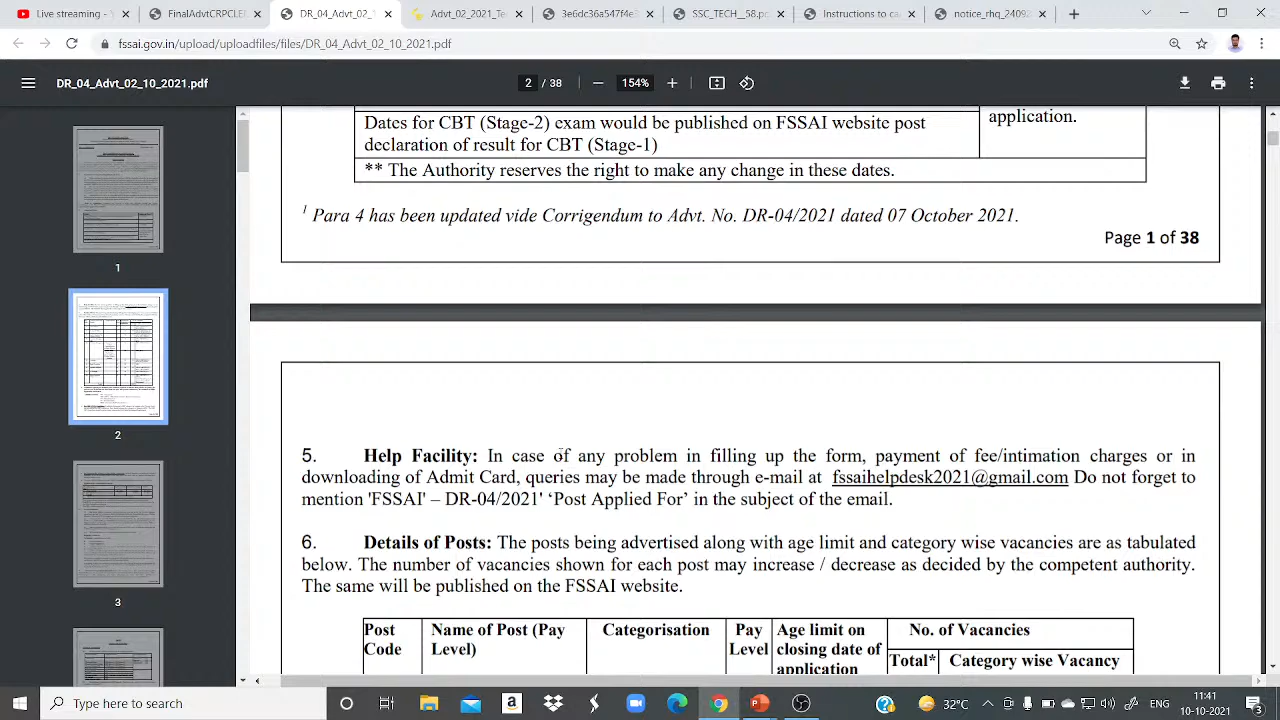 Live streaming - Y
FinalAdvtCRPCLE
DR_04_Advt_02_1
Advt_02_2021_Te
3e6dc36a547f4e8
SSC
1_58.pc
Instructions to ca
notice_rhq_2409
fssai.gov.in/upload/uploadfiles/files/DR_04_Advt_02_10_2021.pdf
DR_04_Advt_02_10_2021.pdf
2 / 38
154%
application.
Dates for CBT (Stage-2) exam would be published on FSSAI website post
declaration of result for CBT (Stage-1)
** The Authority reserves the right to make any change in these dates.
1 Para 4 has been updated vide Corrigendum to Advt. No. DR-04/2021 dated 07 October 2021.
Page 1 of 38
5. Help Facility: In case of any problem in filling up the form, payment of fee/intimation charges or in
downloading of Admit Card, queries may be made through e-mail at fssaihelpdesk2021@gmail.com Do not forget to
mention 'FSSAI' – DR-04/2021' ‘Post Applied For’ in the subject of the email.
6. Details of Posts: The posts being advertised along with age limit and category wise vacancies are as tabulated
below. The number of vacancies shown for each post may increase / decrease as decided by the competent authority.
The same will be published on the FSSAI website.
Post Code
Name of Post (Pay Level)
Categorisation
Pay Level
Age limit on closing date of application
No. of Vacancies
Total*
Category wise Vacancy
1
2
3
Type here to search
32°C
ENG
11:41
10-10-2021